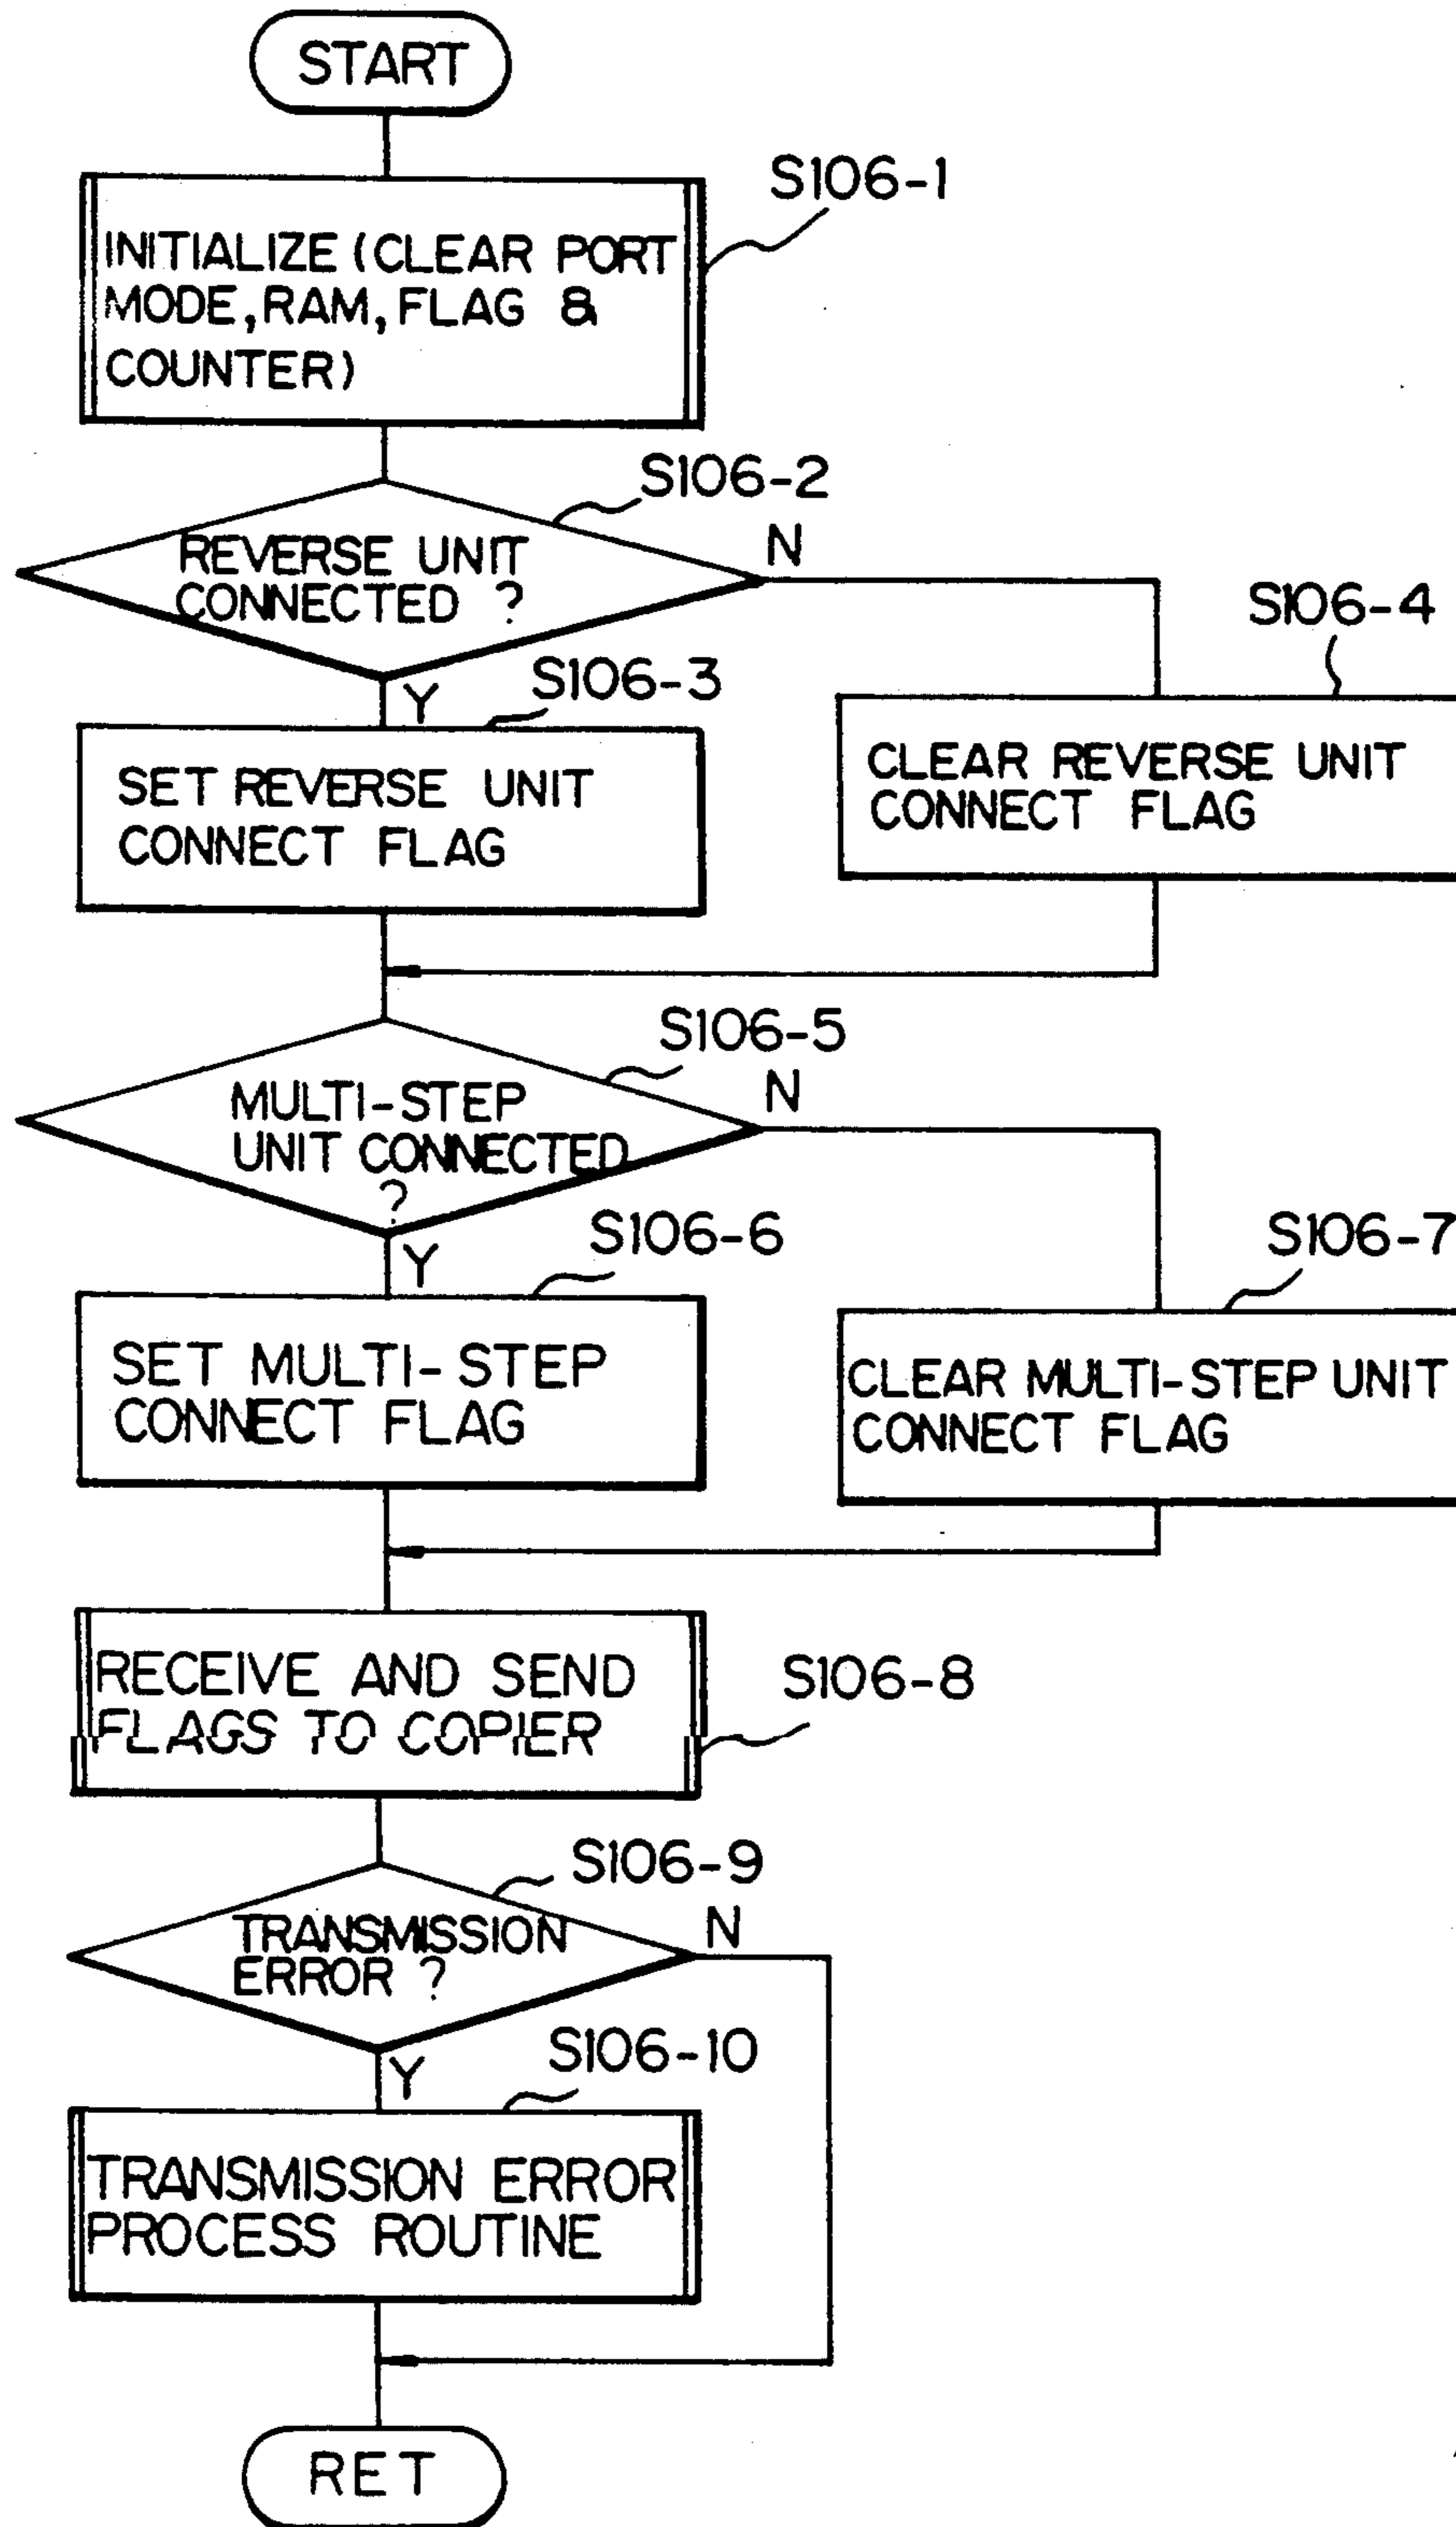 START
S106-1
INITIALIZE (CLEAR PORT
MODE, RAM, FLAG &
COUNTER)
S106-2
REVERSE UNIT
CONNECTED ?
N
Y
S106-3
S106-4
SET REVERSE UNIT
CONNECT FLAG
CLEAR REVERSE UNIT
CONNECT FLAG
S106-5
MULTI-STEP
UNIT CONNECTED
?
N
Y
S106-6
S106-7
SET MULTI-STEP
CONNECT FLAG
CLEAR MULTI-STEP UNIT
CONNECT FLAG
RECEIVE AND SEND
FLAGS TO COPIER
S106-8
S106-9
TRANSMISSION
ERROR ?
N
Y
S106-10
TRANSMISSION ERROR
PROCESS ROUTINE
RET